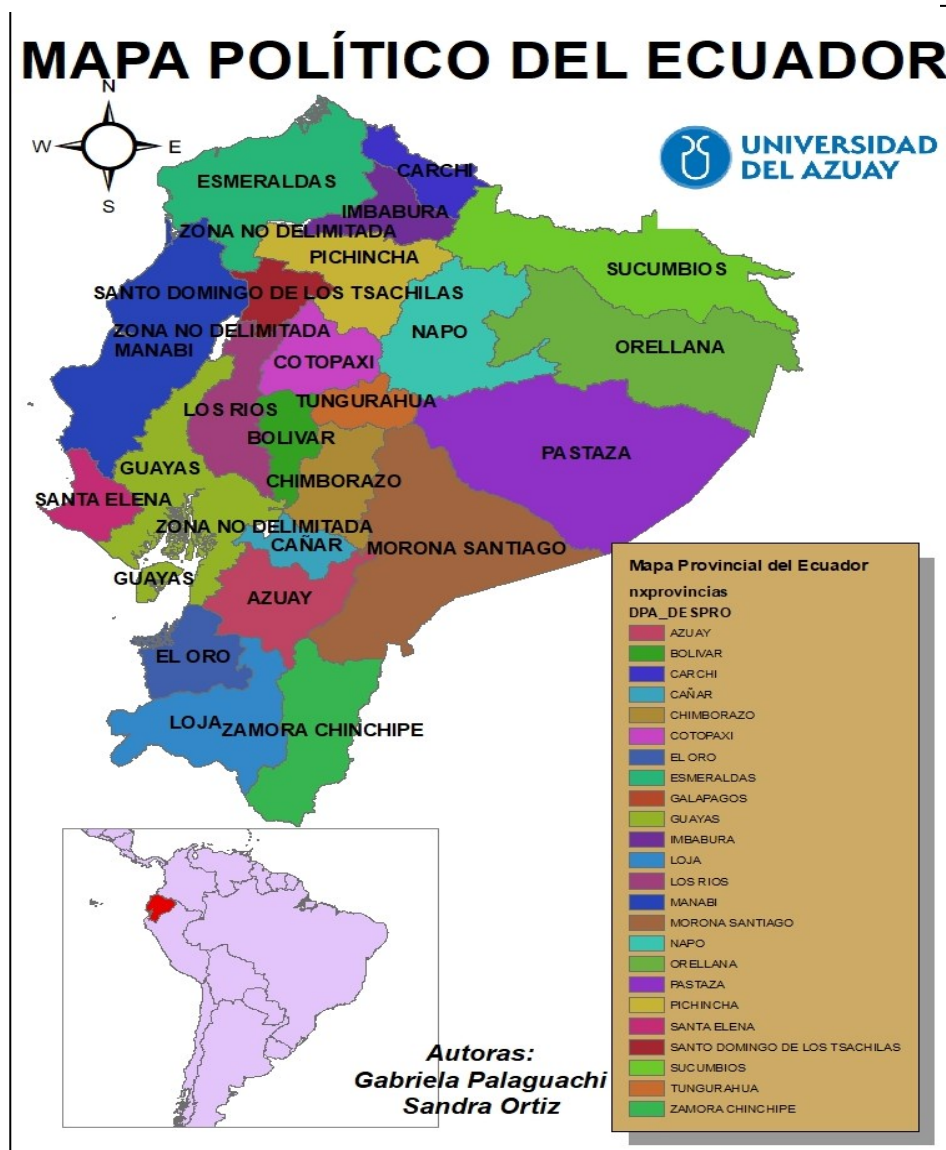 MAPA POLÍTICO DEL ECUADOR
N
W E
S
UNIVERSIDAD
DEL AZUAY
CARCHI
ESMERALDAS
IMBABURA
ZONA NO DELIMITADA
PICHINCHA
SUCUMBIOS
SANTO DOMINGO DE LOS TSACHILAS
ZONA NO DELIMITADA
NAPO
MANABI
ORELLANA
COTOPAXI
TUNGURAHUA
LOS RIOS
BOLIVAR
PASTAZA
GUAYAS
CHIMBORAZO
SANTA ELENA
ZONA NO DELIMITADA
CAÑAR
MORONA SANTIAGO
GUAYAS
AZUAY
EL ORO
LOJA
ZAMORA CHINCHIPE
Mapa Provincial del Ecuador
nxprovincias
DPA_DESPRO
AZUAY
BOLIVAR
CARCHI
CAÑAR
CHIMBORAZO
COTOPAXI
EL ORO
ESMERALDAS
GALAPAGOS
GUAYAS
IMBABURA
LOJA
LOS RIOS
MANABI
MORONA SANTIAGO
NAPO
ORELLANA
PASTAZA
PICHINCHA
SANTA ELENA
SANTO DOMINGO DE LOS TSACHILAS
SUCUMBIOS
TUNGURAHUA
ZAMORA CHINCHIPE
Autoras:
Gabriela Palaguachi
Sandra Ortiz